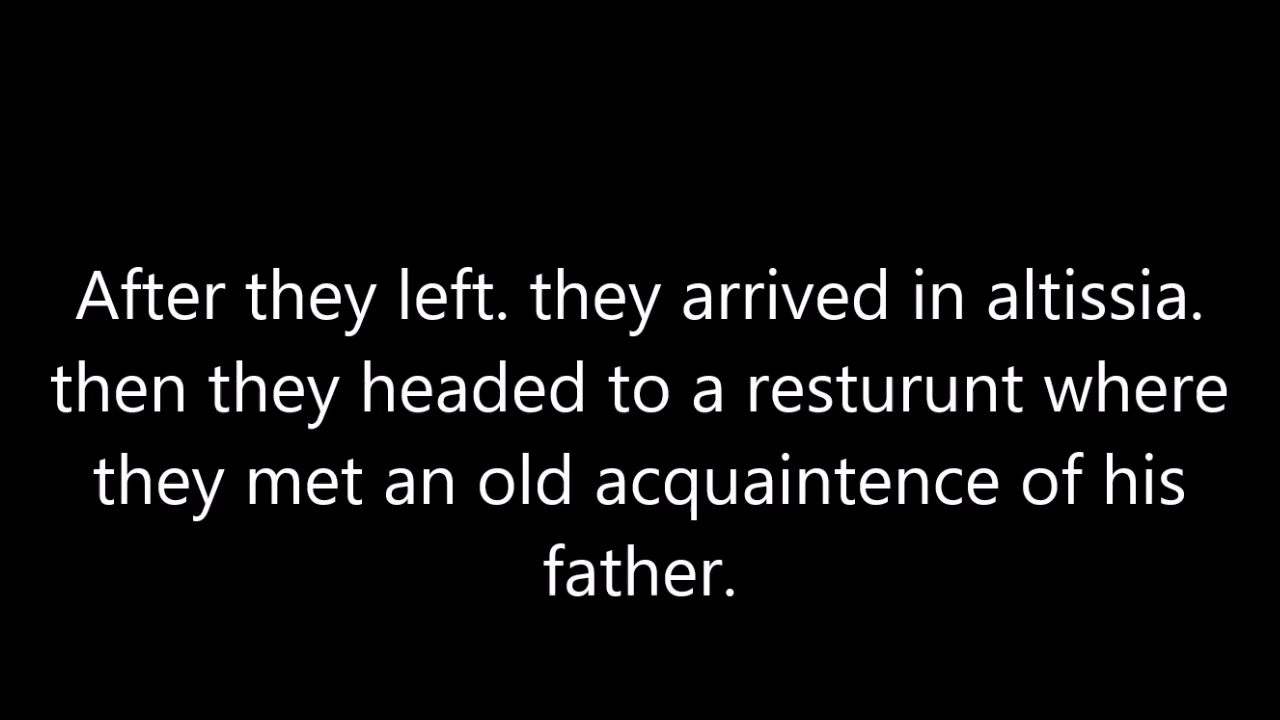 After they left. they arrived in altissia.
then they headed to a resturunt where
they met an old acquaintence of his
father.